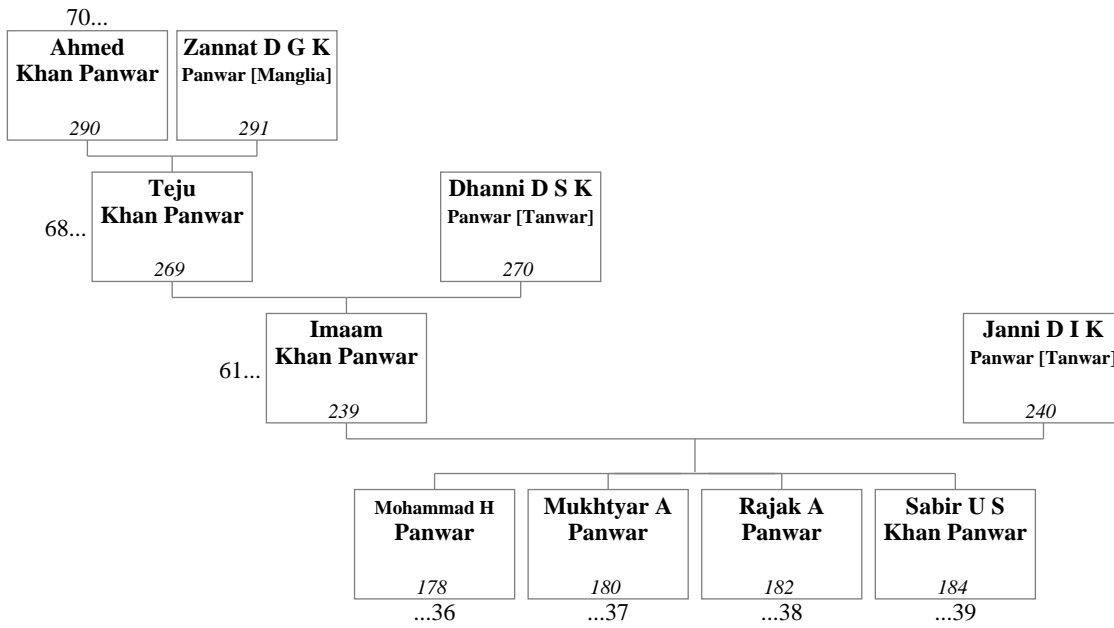 70...
Ahmed
Khan Panwar
290
Zannat D G K
Panwar [Manglia]
291
68...
Teju
Khan Panwar
269
Dhanni D S K
Panwar [Tanwar]
270
61...
Imaam
Khan Panwar
239
Janni D I K
Panwar [Tanwar]
240
Mohammad H
Panwar
178
...36
Mukhtyar A
Panwar
180
...37
Rajak A
Panwar
182
...38
Sabir U S
Khan Panwar
184
...39